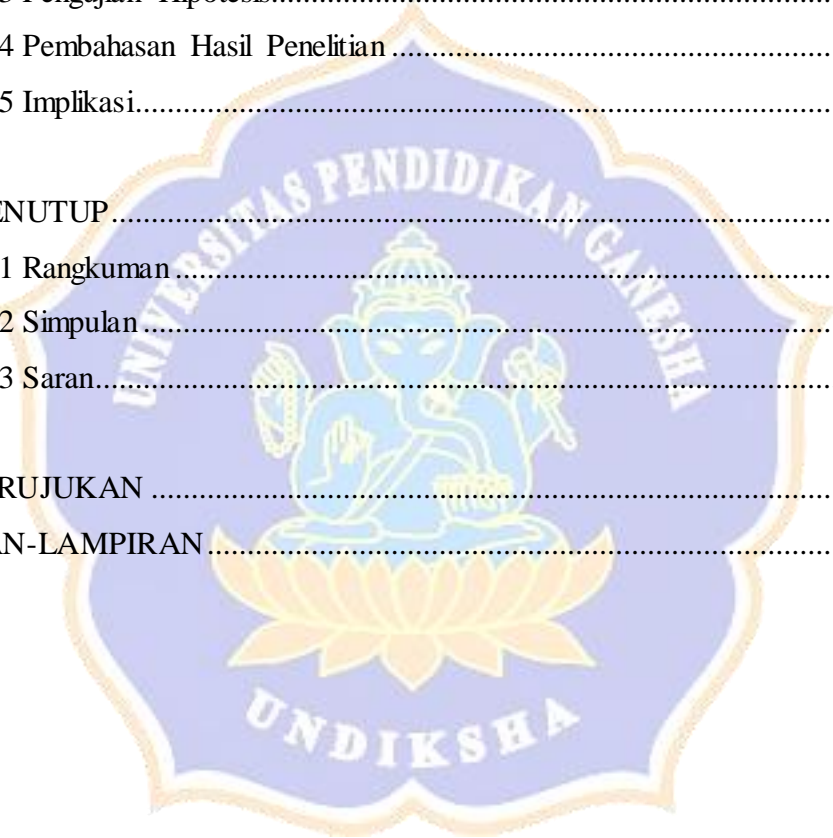 3 Pengujian Hipotesis
4 Pembahasan Hasil Penelitian
5 Implikasi
ENUTUP
1 Rangkuman
2 Simpulan
3 Saran
RUJUKAN
AN-LAMPIRAN
UNIVERSITAS PENDIDIKAN GANESHA
UNDIKSHA